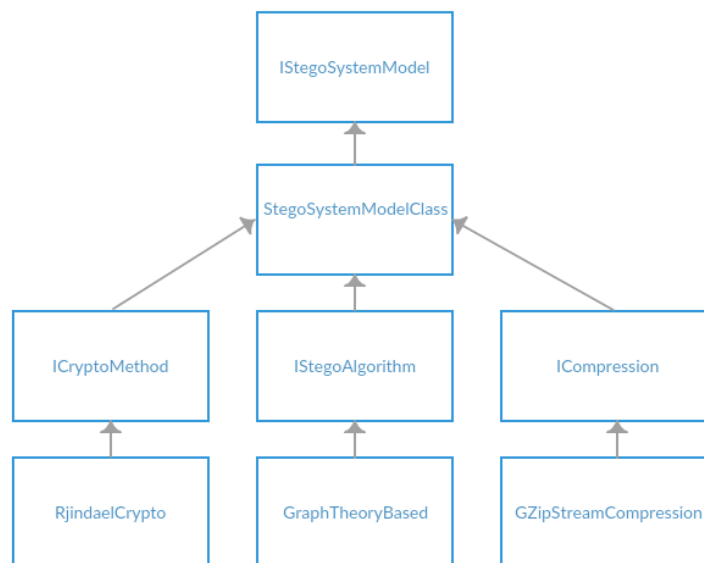 IStegoSystemModel
StegoSystemModelClass
ICryptoMethod
IStegoAlgorithm
ICompression
RjindaelCrypto
GraphTheoryBased
GZipStreamCompression